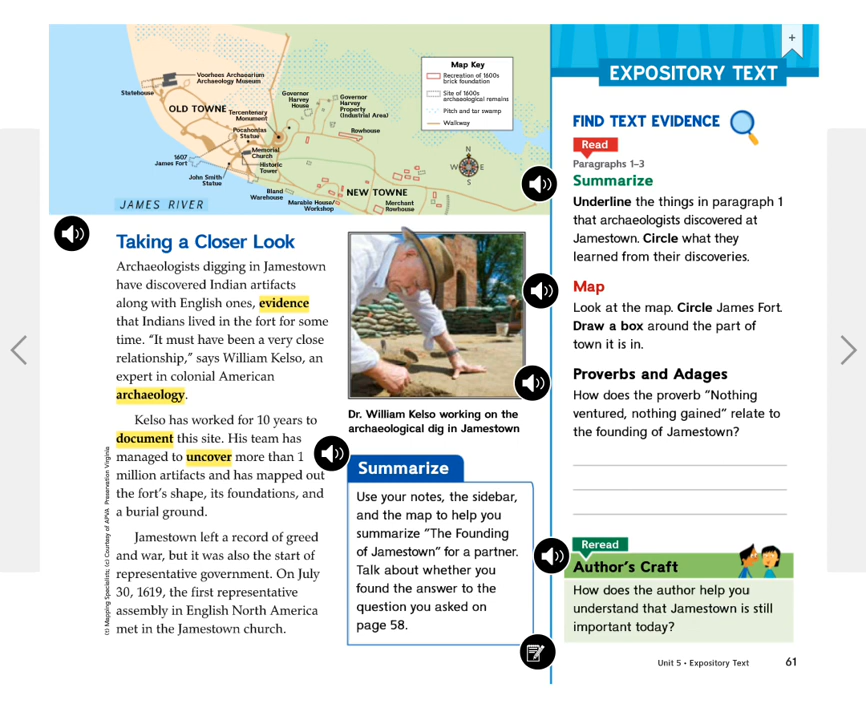 Voorhees Archaearium
Archaeology Museum
Statehouse
OLD TOWNE
Tercentenary
Monument
Governor
Harvey
House
Governor
Harvey
Property
(Industrial Area)
Pocahontas
Statue
Rowhouse
Memorial
Church
1607
James Fort
Historic
Tower
John Smith
Statue
Bland
Warehouse
NEW TOWNE
Marable House/
Workshop
Merchant
Rowhouse
JAMES RIVER
Map Key
Recreation of 1600s
brick foundation
Site of 1600s
archaeological remains
Pitch and tar swamp
Walkway
N
W E
S
Taking a Closer Look
Archaeologists digging in Jamestown
have discovered Indian artifacts
along with English ones, evidence
that Indians lived in the fort for some
time. “It must have been a very close
relationship,” says William Kelso, an
expert in colonial American
archaeology.
Kelso has worked for 10 years to
document this site. His team has
managed to uncover more than 1
million artifacts and has mapped out
the fort’s shape, its foundations, and
a burial ground.
Jamestown left a record of greed
and war, but it was also the start of
representative government. On July
30, 1619, the first representative
assembly in English North America
met in the Jamestown church.
(t) Mapping Specialists; (c) Courtesy of APVA Preservation Virginia
Dr. William Kelso working on the
archaeological dig in Jamestown
Summarize
Use your notes, the sidebar,
and the map to help you
summarize “The Founding
of Jamestown” for a partner.
Talk about whether you
found the answer to the
question you asked on
page 58.
+
EXPOSITORY TEXT
FIND TEXT EVIDENCE
Read
Paragraphs 1–3
Summarize
Underline the things in paragraph 1
that archaeologists discovered at
Jamestown. Circle what they
learned from their discoveries.
Map
Look at the map. Circle James Fort.
Draw a box around the part of
town it is in.
Proverbs and Adages
How does the proverb “Nothing
ventured, nothing gained” relate to
the founding of Jamestown?
Reread
Author’s Craft
How does the author help you
understand that Jamestown is still
important today?
Unit 5 • Expository Text 61